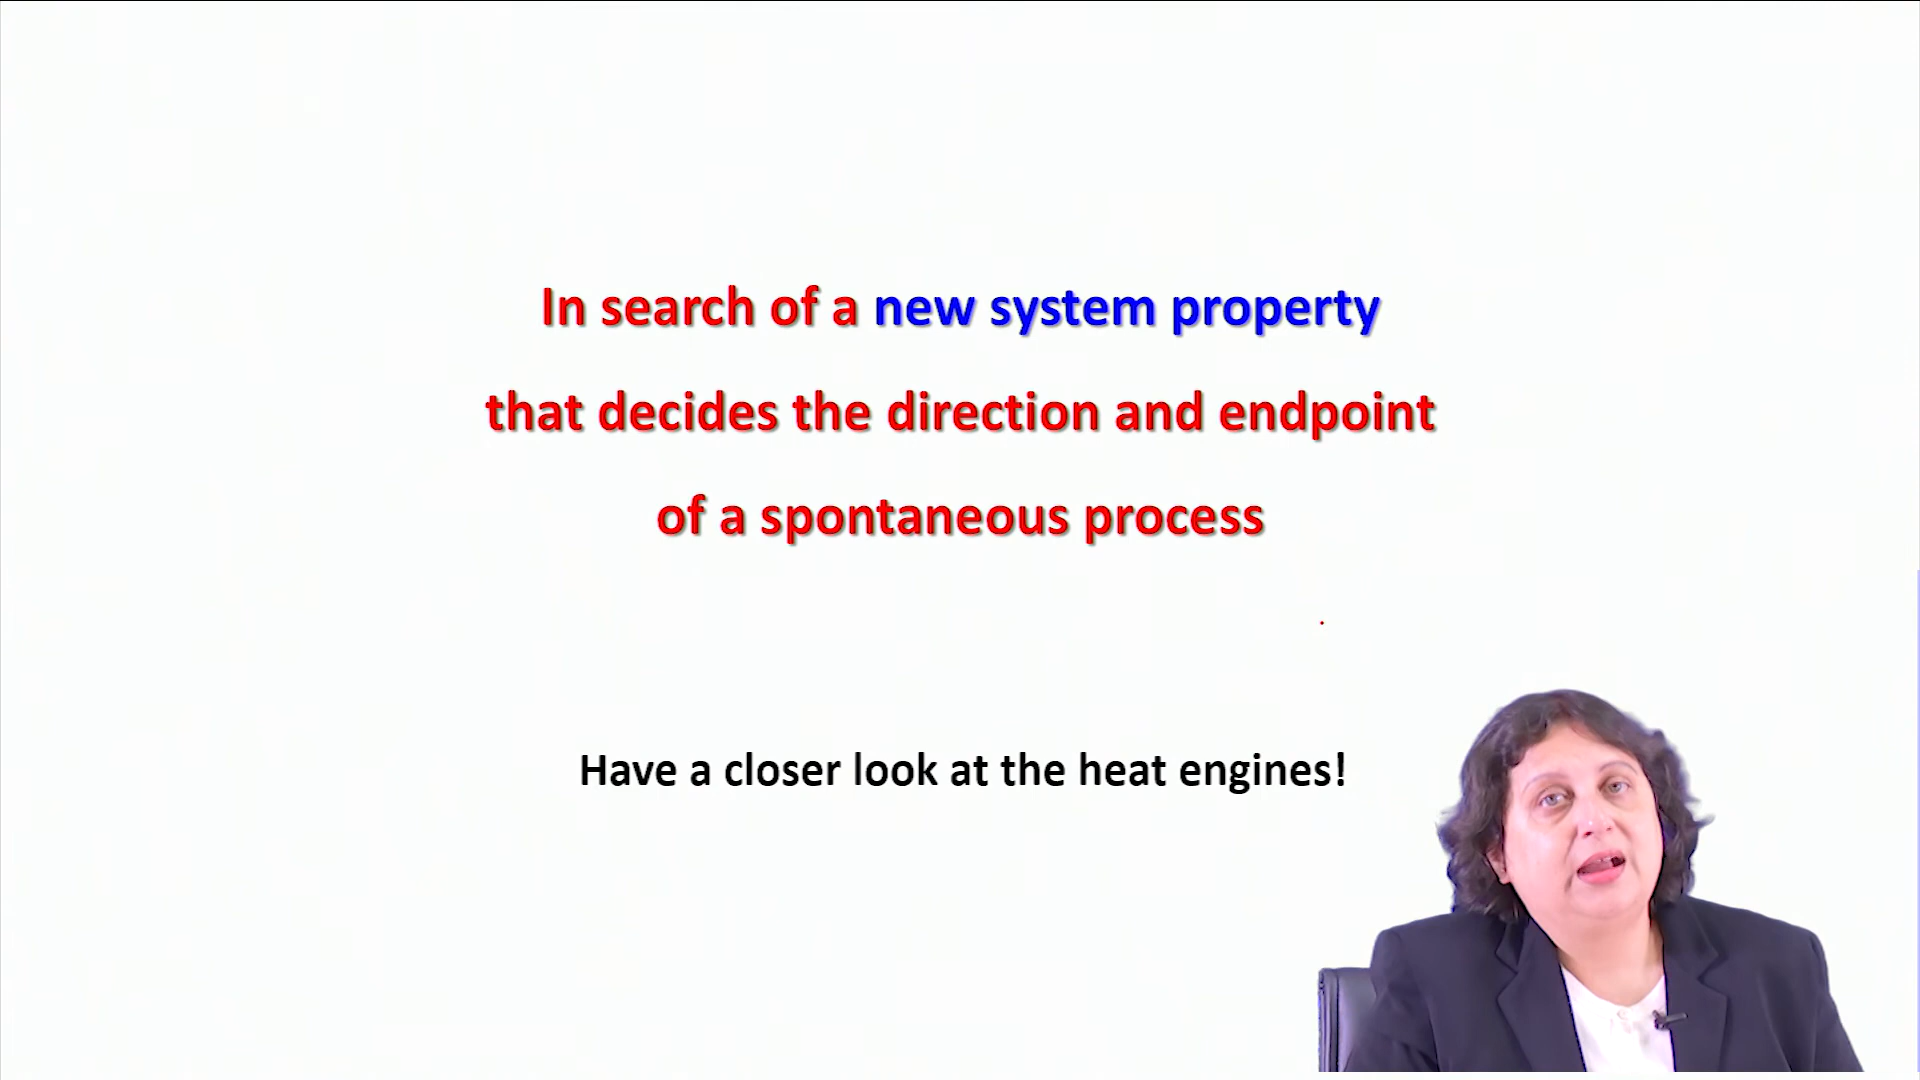 In search of a new system property
that decides the direction and endpoint
of a spontaneous process
Have a closer look at the heat engines!